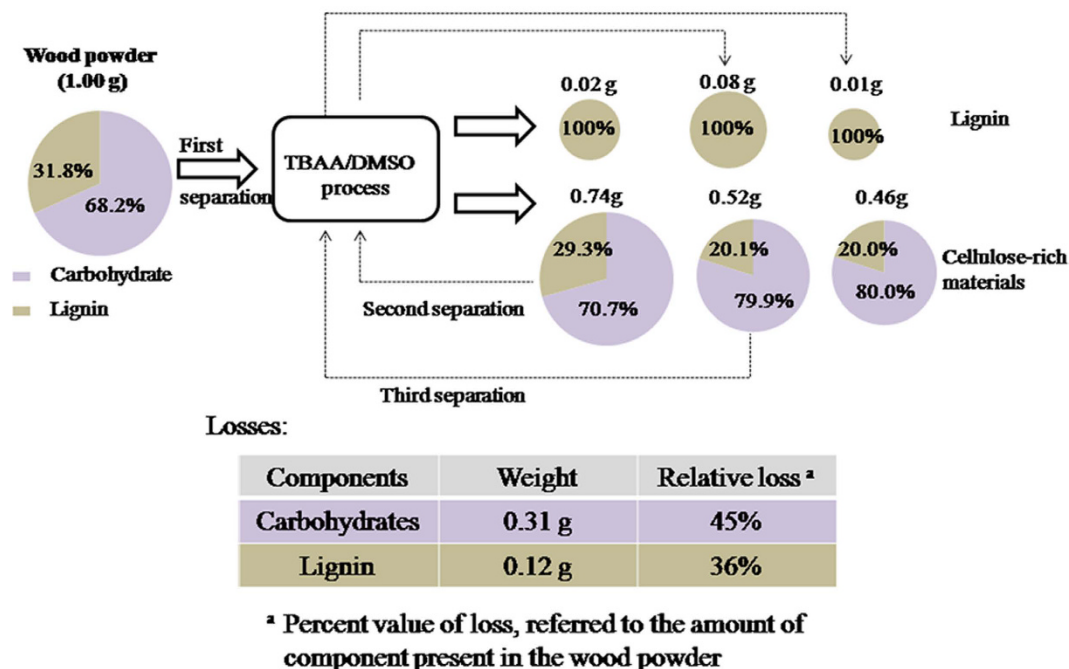 Wood powder
(1.00 g)
31.8%
68.2%
Carbohydrate
Lignin
First
separation
TBAA/DMSO
process
0.02 g
0.08 g
0.01g
100%
100%
100%
Lignin
0.74g
0.52g
0.46g
29.3%
20.1%
20.0%
70.7%
79.9%
80.0%
Cellulose-rich
materials
Second separation
Third separation
Losses:
Components Weight Relative loss ᵃ
Carbohydrates 0.31 g 45%
Lignin 0.12 g 36%
ᵃ Percent value of loss, referred to the amount of
component present in the wood powder